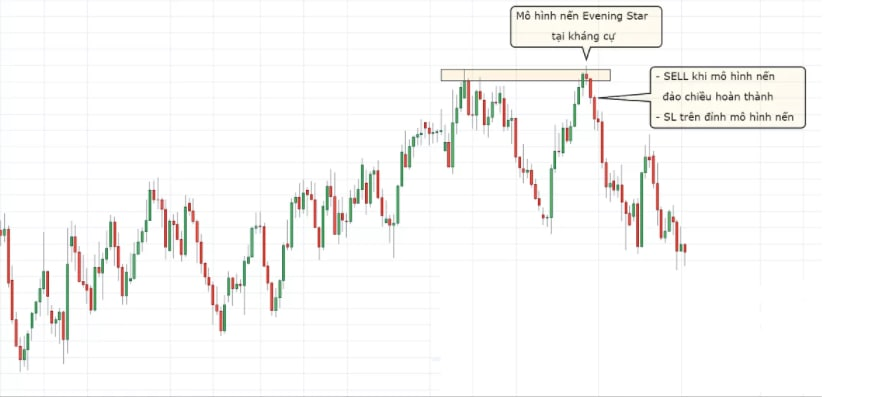 Mô hình nến Evening Star
tại kháng cự
- SELL khi mô hình nến
đảo chiều hoàn thành
- SL trên đỉnh mô hình nến